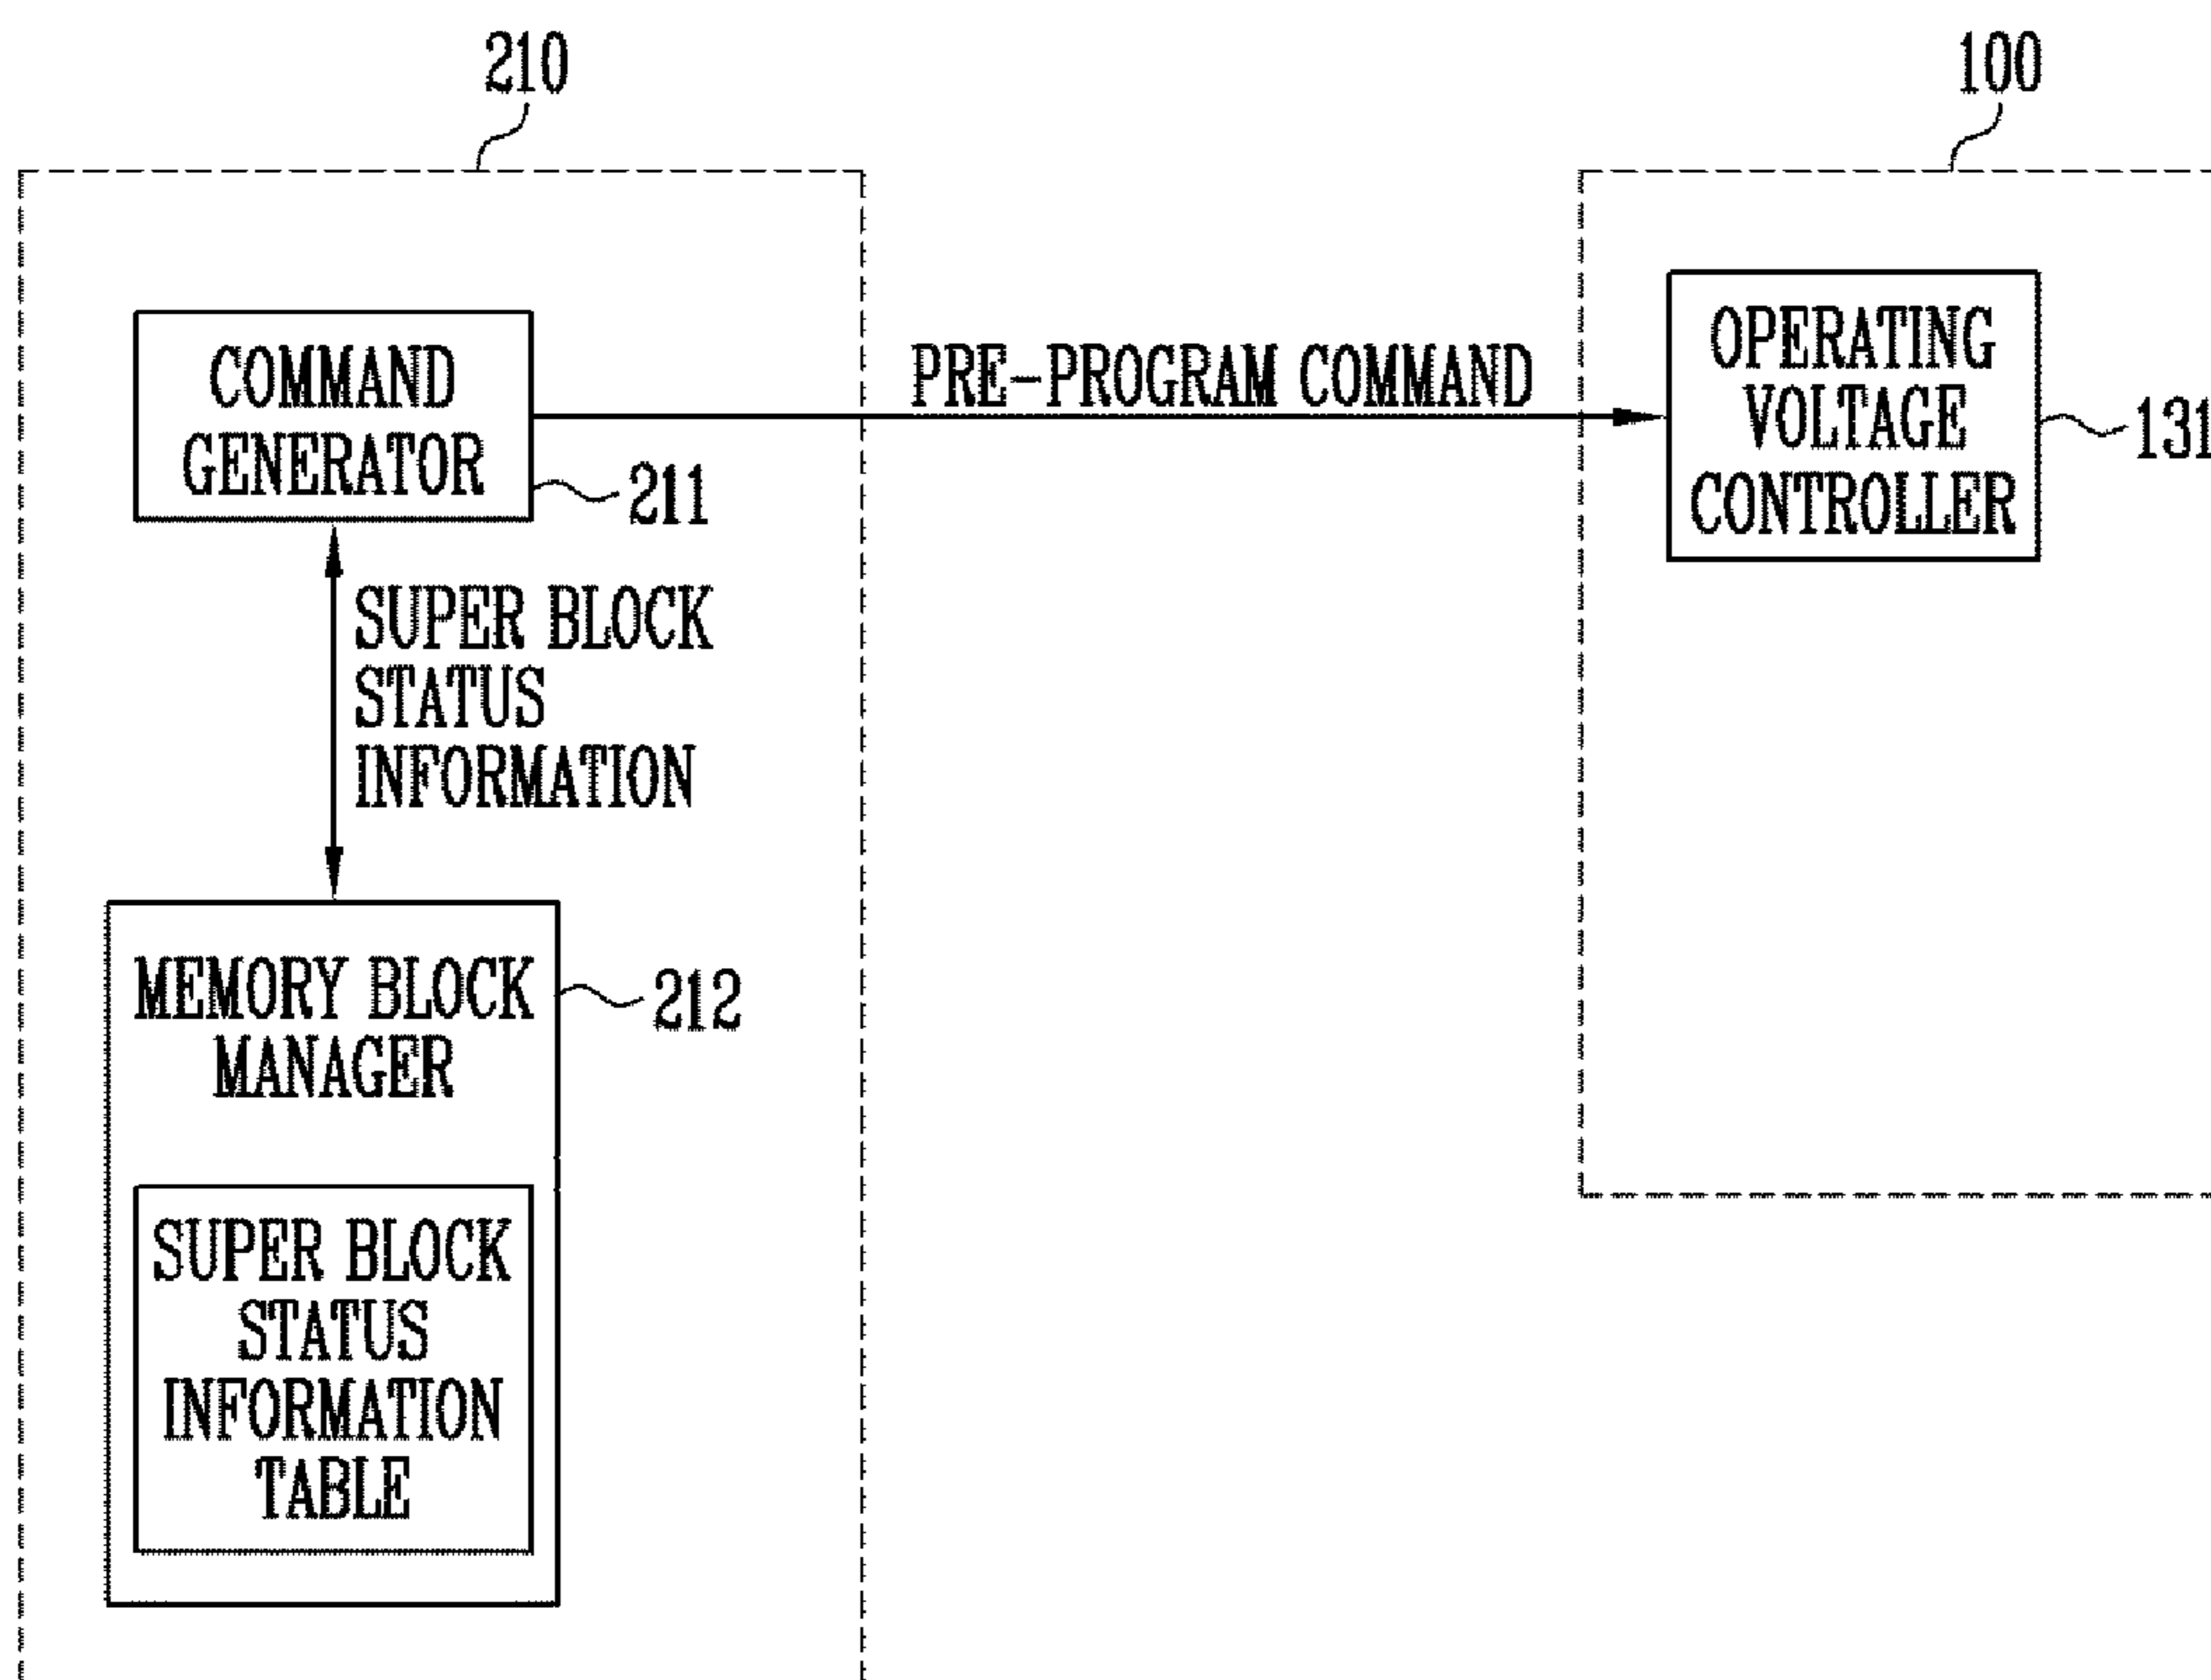 210
100
COMMAND
GENERATOR
211
PRE-PROGRAM COMMAND
OPERATING
VOLTAGE
CONTROLLER
131
SUPER BLOCK
STATUS
INFORMATION
MEMORY BLOCK
MANAGER
212
SUPER BLOCK
STATUS
INFORMATION
TABLE